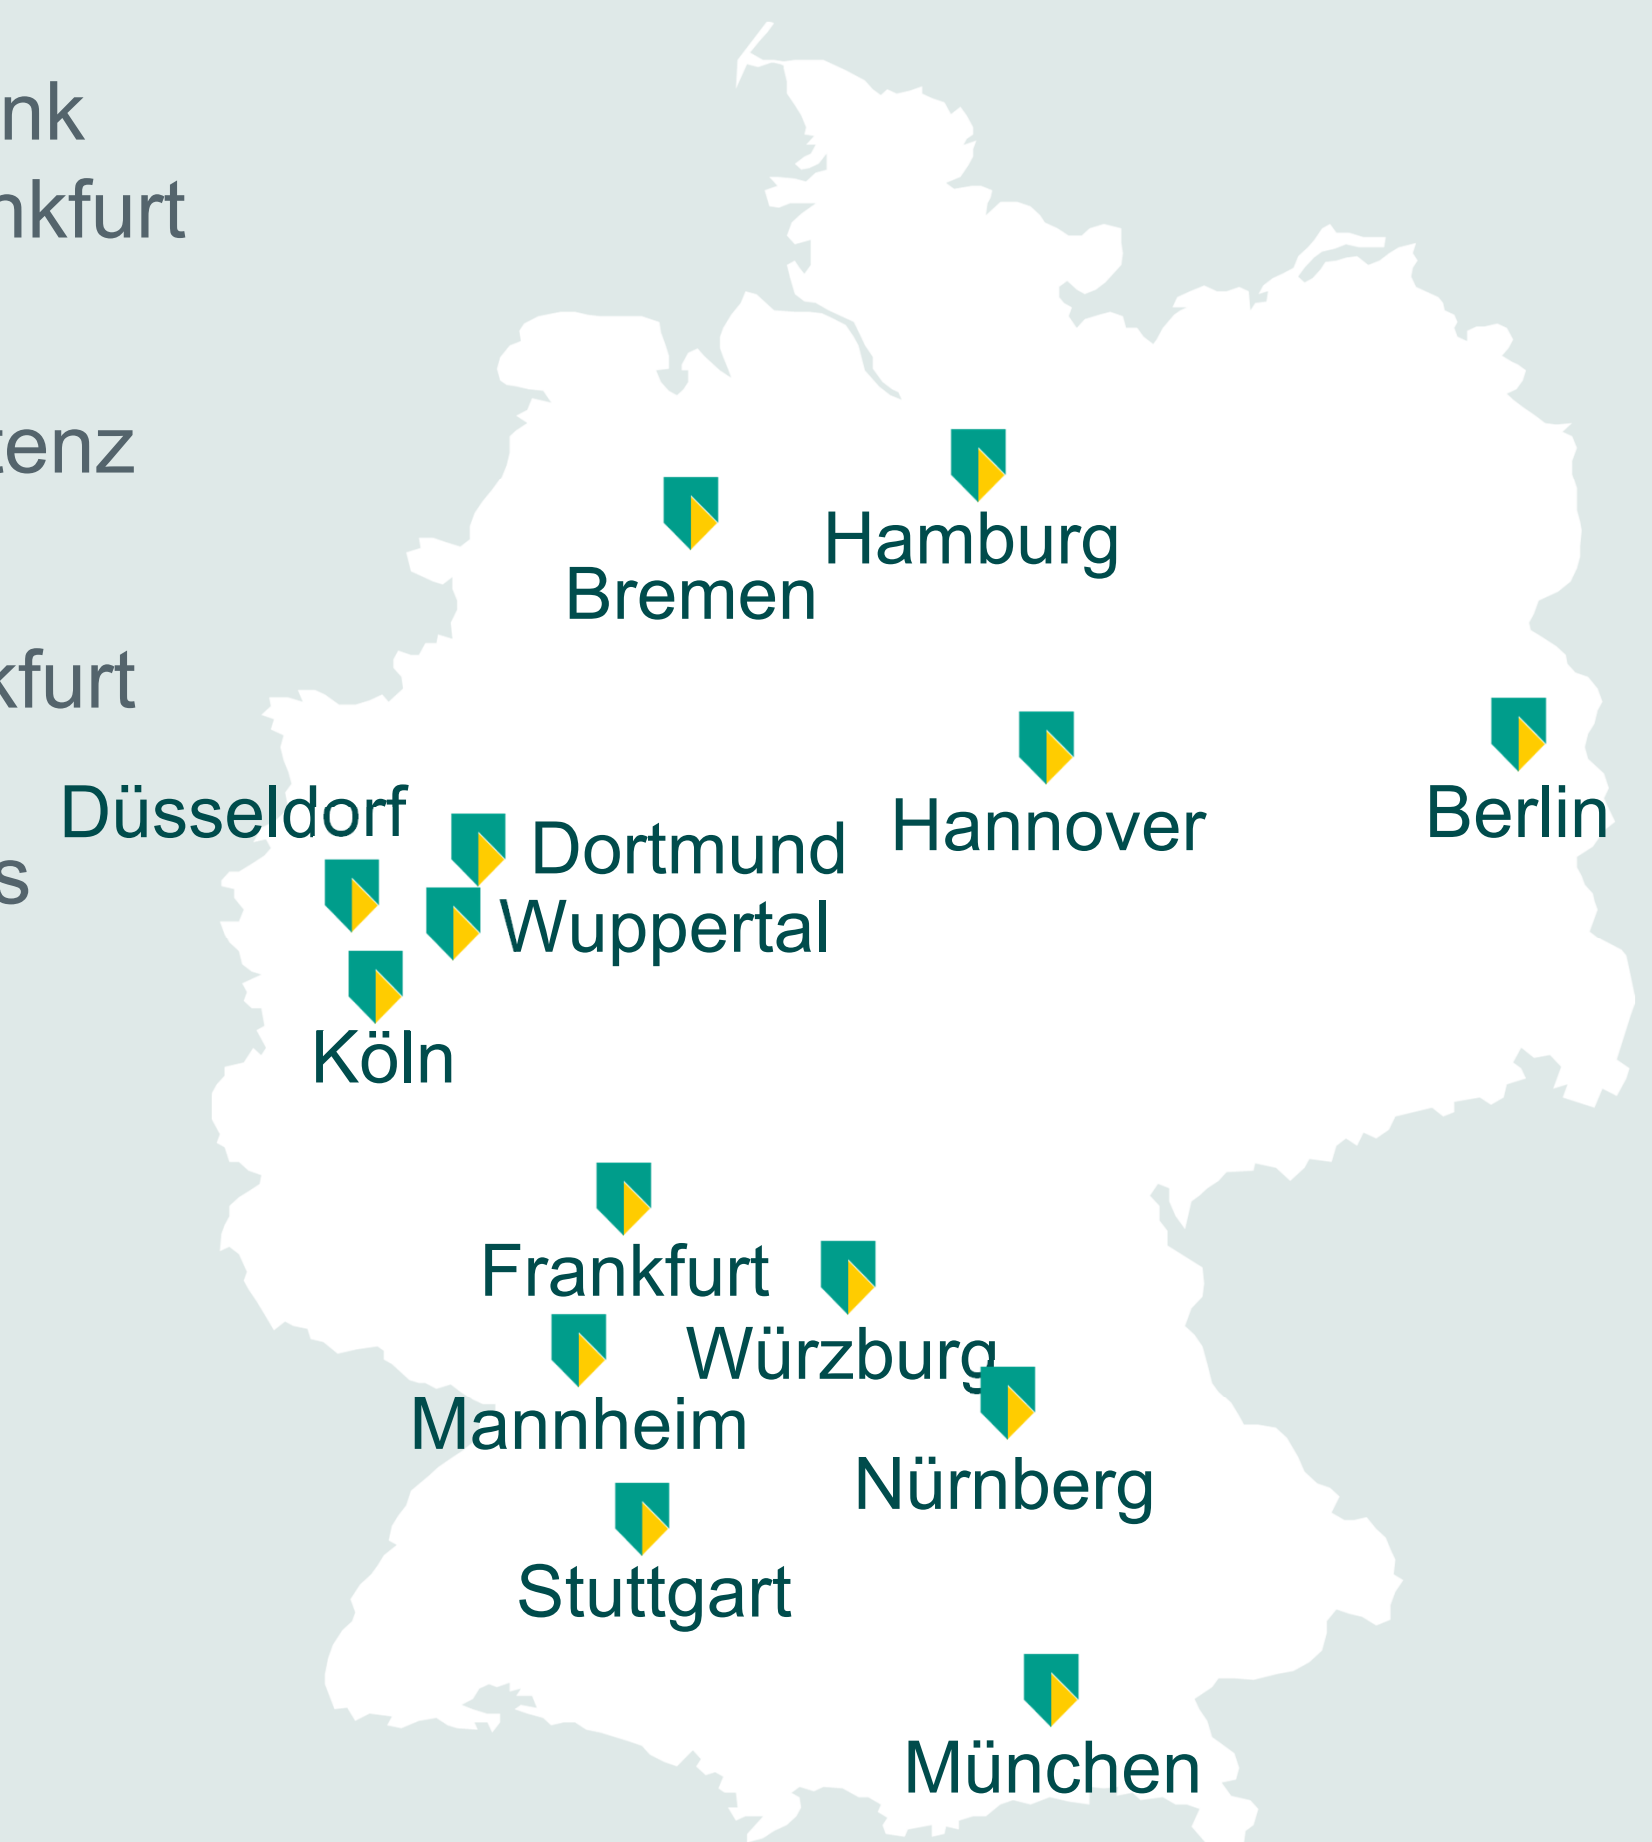 nk
nkfurt
tenz
kfurt
s
Hamburg
Bremen
Düsseldorf
Dortmund
Hannover
Berlin
Wuppertal
Köln
Frankfurt
Würzburg
Mannheim
Nürnberg
Stuttgart
München